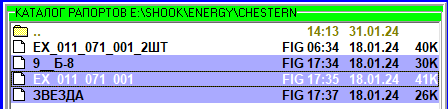 КАТАЛОГ РАПОРТОВ E:\SHOOK\ENERGY\CHESTERN
.. 14:13 31.01.24
EX_011_071_001_2ШТ FIG 06:34 18.01.24 40K
9__Б-8 FIG 17:34 18.01.24 30K
EX_011_071_001 FIG 17:35 18.01.24 41K
ЗВЕЗДА FIG 17:37 18.01.24 26K